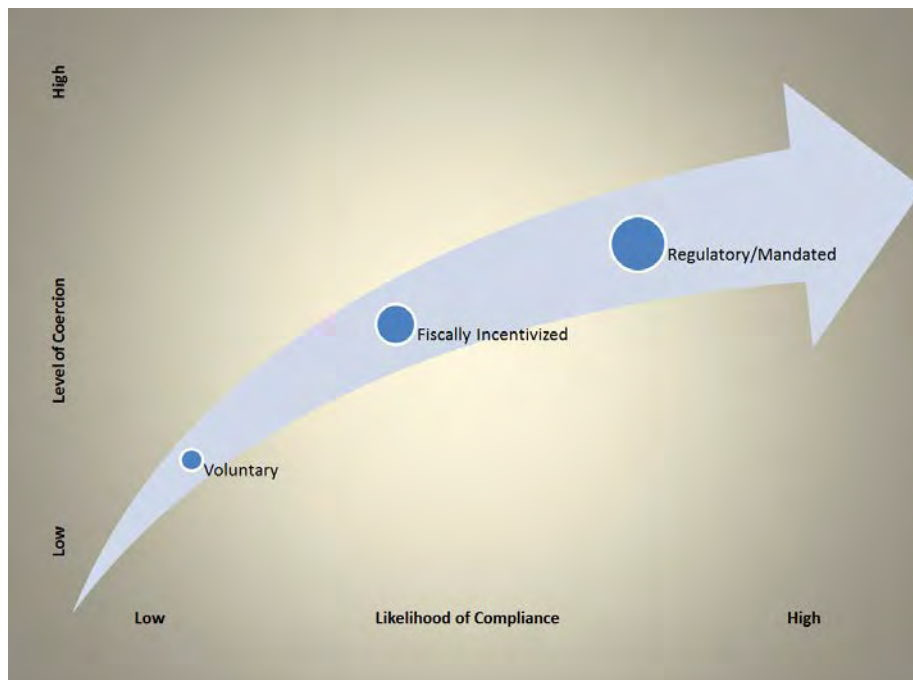 High
Regulatory/Mandated
Level of Coercion
Fiscally Incentivized
Voluntary
Low
Low
Likelihood of Compliance
High